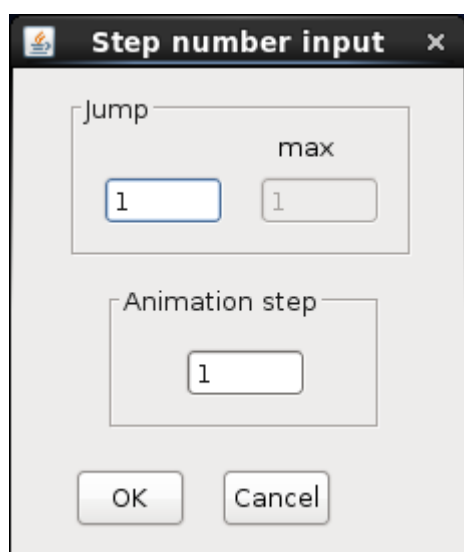 Step number input
Jump
max
1 1
Animation step
1
OK Cancel